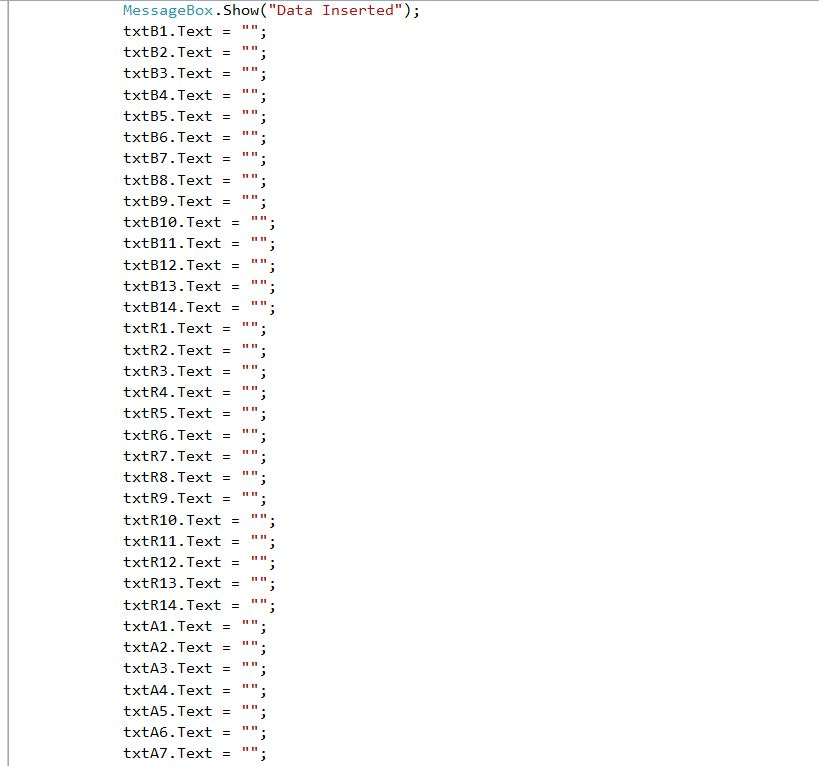 MessageBox.Show("Data Inserted");
txtB1.Text = "";
txtB2.Text = "";
txtB3.Text = "";
txtB4.Text = "";
txtB5.Text = "";
txtB6.Text = "";
txtB7.Text = "";
txtB8.Text = "";
txtB9.Text = "";
txtB10.Text = "";
txtB11.Text = "";
txtB12.Text = "";
txtB13.Text = "";
txtB14.Text = "";
txtR1.Text = "";
txtR2.Text = "";
txtR3.Text = "";
txtR4.Text = "";
txtR5.Text = "";
txtR6.Text = "";
txtR7.Text = "";
txtR8.Text = "";
txtR9.Text = "";
txtR10.Text = "";
txtR11.Text = "";
txtR12.Text = "";
txtR13.Text = "";
txtR14.Text = "";
txtA1.Text = "";
txtA2.Text = "";
txtA3.Text = "";
txtA4.Text = "";
txtA5.Text = "";
txtA6.Text = "";
txtA7.Text = "";